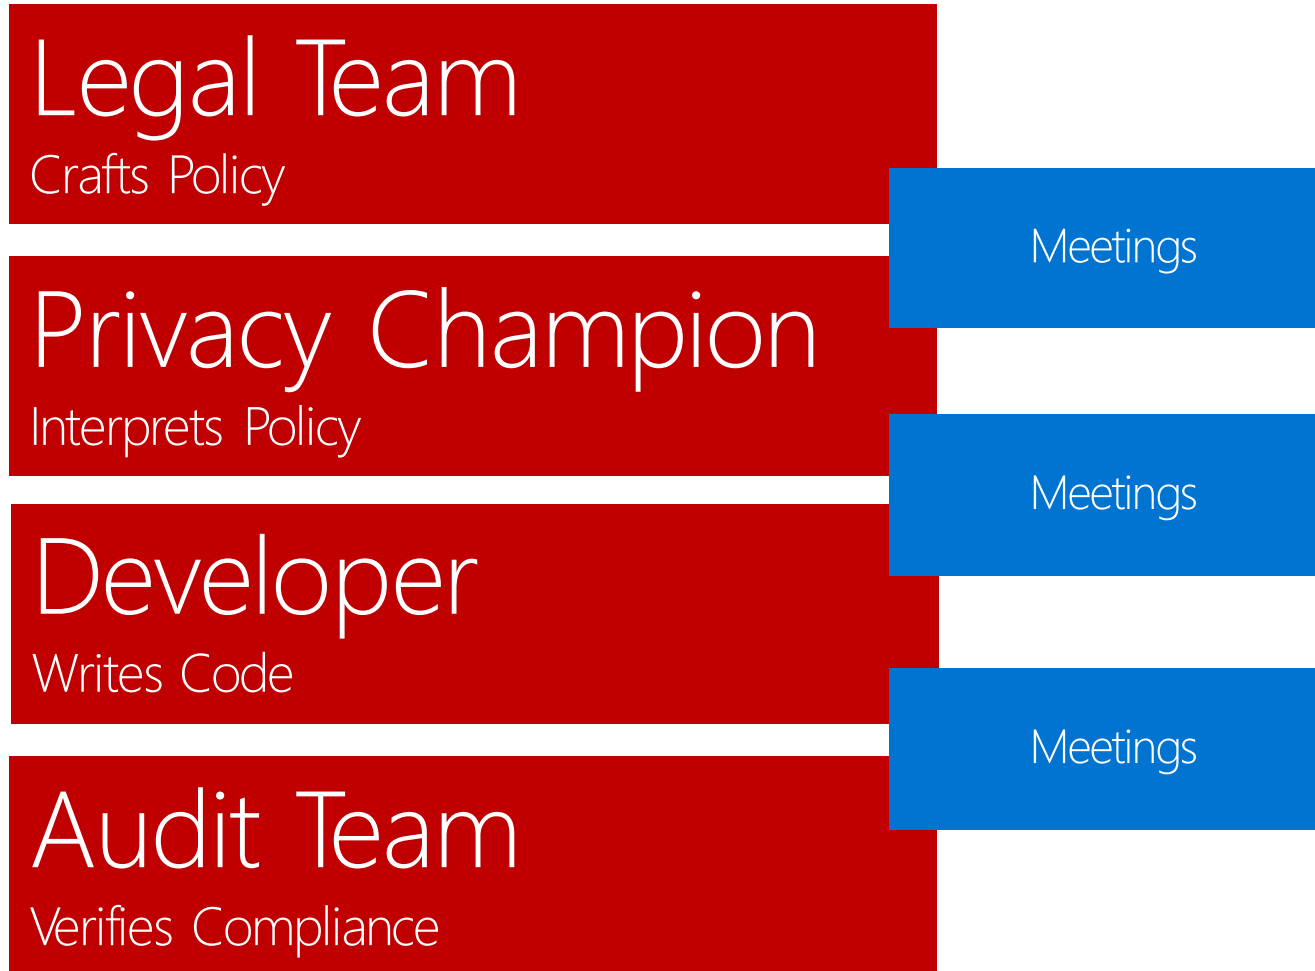 Legal Team
Crafts Policy
Meetings
Privacy Champion
Interprets Policy
Meetings
Developer
Writes Code
Meetings
Audit Team
Verifies Compliance